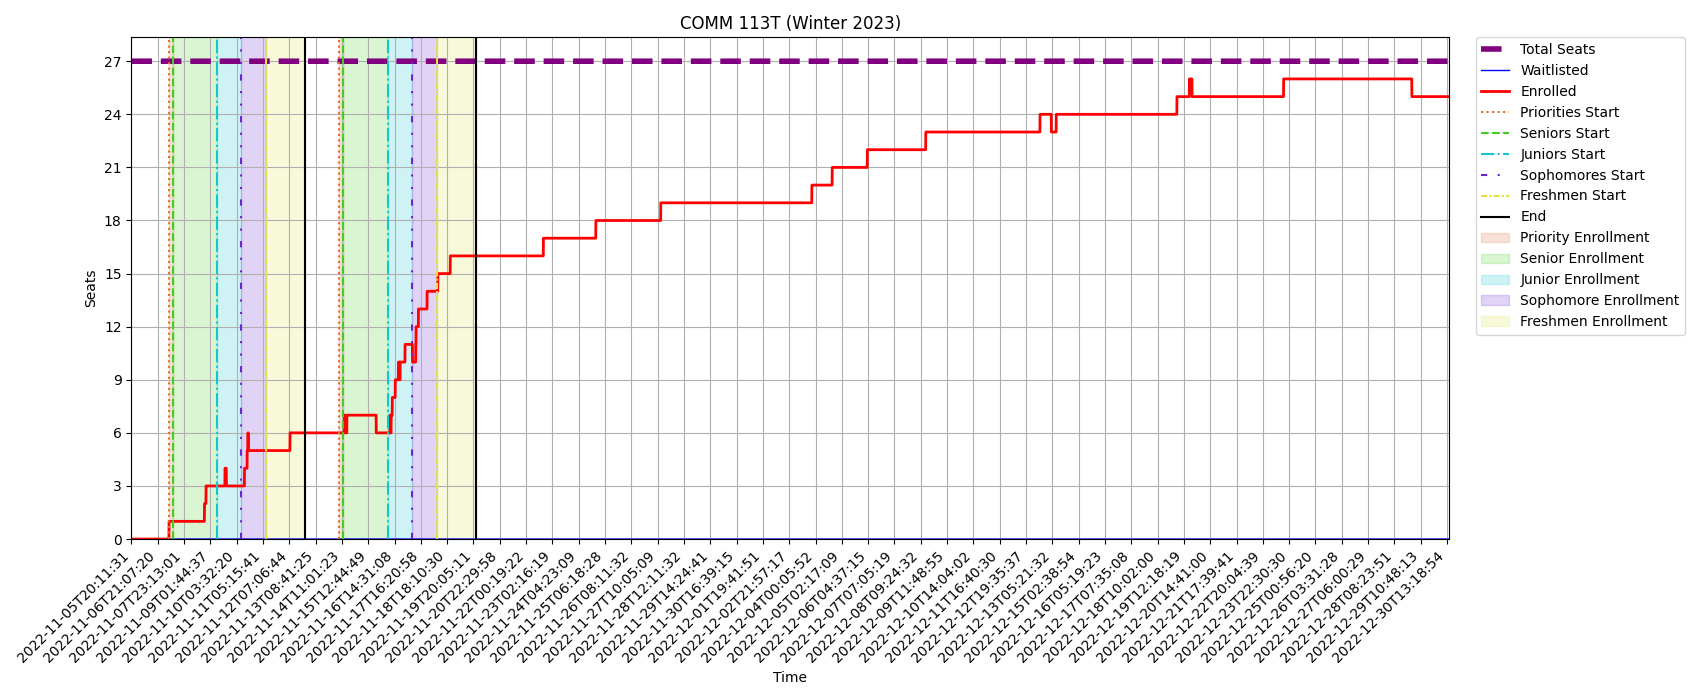 COMM 113T (Winter 2023)
Seats
27
24
21
18
15
12
9
6
3
0
2022-11-05T20:11:31
2022-11-06T21:07:20
2022-11-07T23:13:01
2022-11-09T01:44:37
2022-11-10T03:32:20
2022-11-11T05:15:41
2022-11-12T07:06:44
2022-11-13T08:41:25
2022-11-14T11:01:23
2022-11-15T12:44:49
2022-11-16T14:31:08
2022-11-17T16:20:58
2022-11-18T18:10:30
2022-11-19T20:05:11
2022-11-20T22:29:58
2022-11-22T00:19:22
2022-11-23T02:16:19
2022-11-24T04:23:09
2022-11-25T06:18:28
2022-11-26T08:11:32
2022-11-27T10:05:09
2022-11-28T12:11:32
2022-11-29T14:24:41
2022-11-30T16:39:15
2022-12-01T19:41:51
2022-12-02T21:57:17
2022-12-04T00:05:52
2022-12-05T02:17:09
2022-12-06T04:37:15
2022-12-07T07:05:19
2022-12-08T09:24:32
2022-12-09T11:48:55
2022-12-10T14:04:02
2022-12-11T16:40:30
2022-12-12T19:35:37
2022-12-13T05:21:32
2022-12-15T02:38:54
2022-12-16T05:19:23
2022-12-17T07:35:08
2022-12-18T10:02:00
2022-12-19T12:18:19
2022-12-20T14:41:00
2022-12-21T17:39:41
2022-12-22T20:04:39
2022-12-23T22:30:30
2022-12-25T00:56:20
2022-12-26T03:31:28
2022-12-27T06:00:29
2022-12-28T08:23:51
2022-12-29T10:48:13
2022-12-30T13:18:54
Time
Total Seats
Waitlisted
Enrolled
Priorities Start
Seniors Start
Juniors Start
Sophomores Start
Freshmen Start
End
Priority Enrollment
Senior Enrollment
Junior Enrollment
Sophomore Enrollment
Freshmen Enrollment